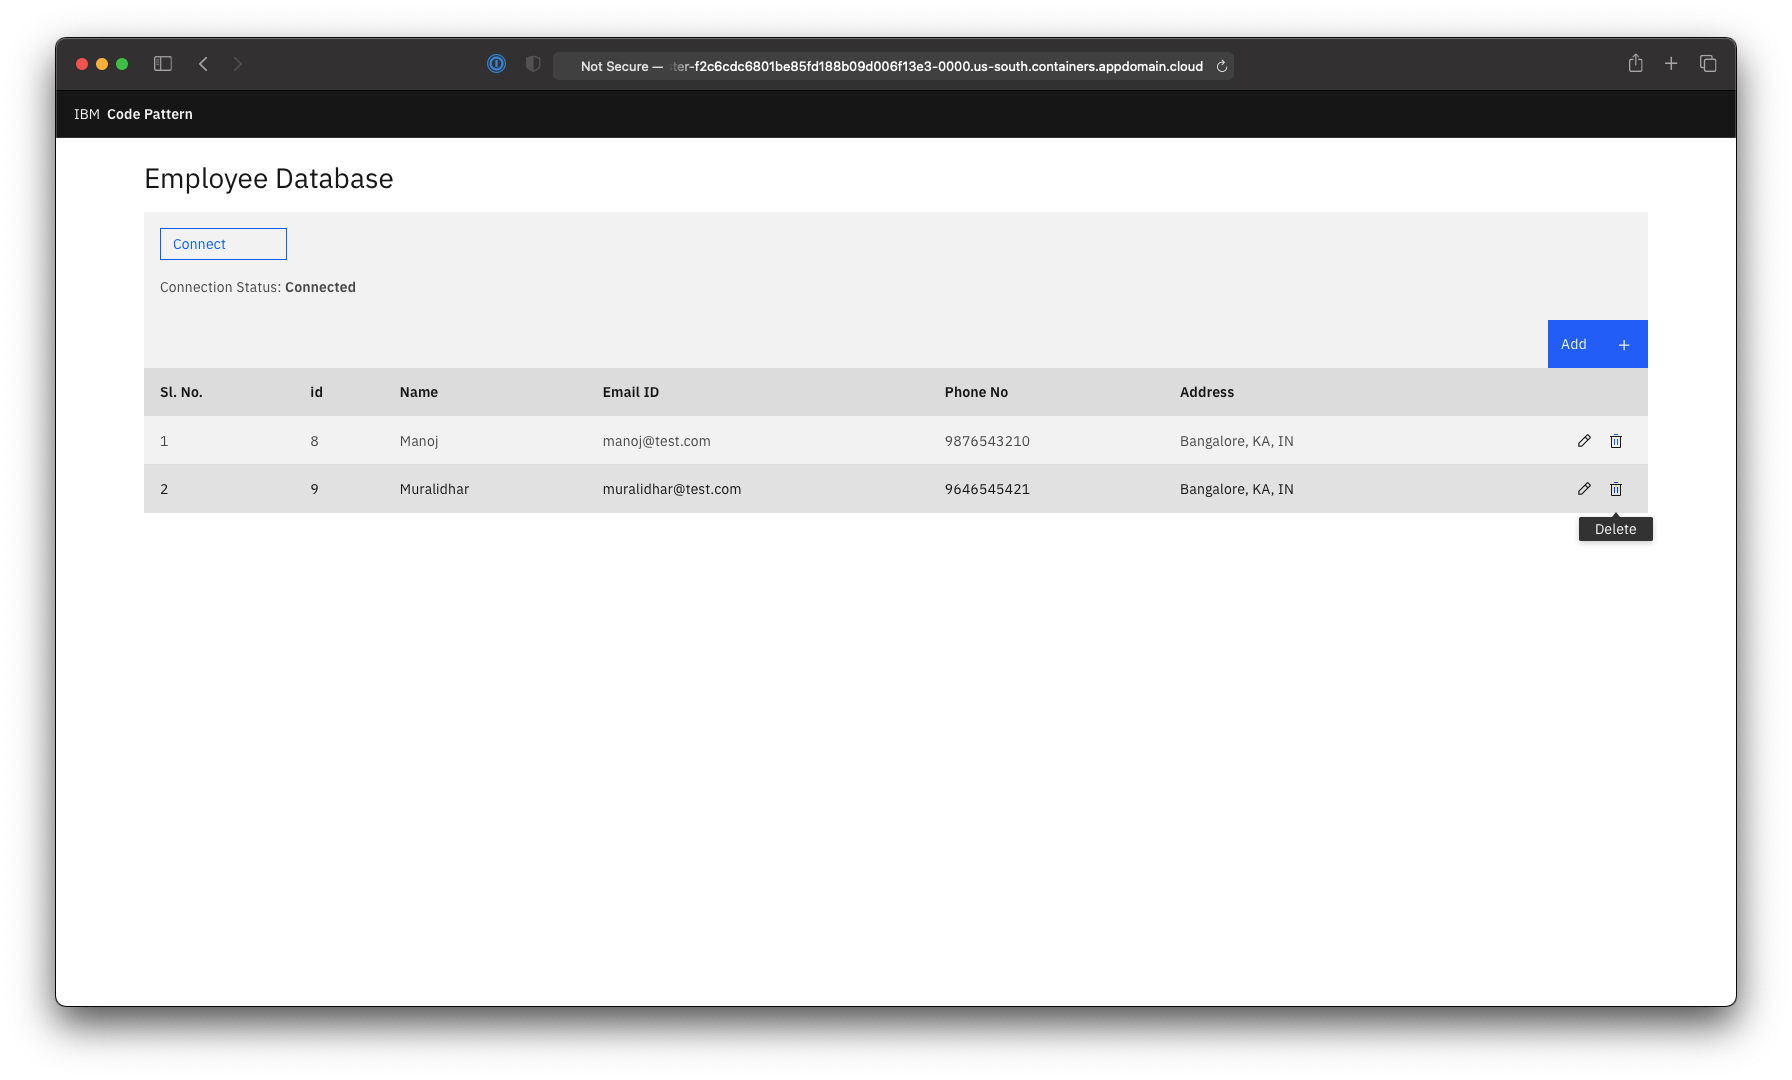 Not Secure — ter-f2c6cdc6801be85fd188b09d006f13e3-0000.us-south.containers.appdomain.cloud
IBM Code Pattern
Employee Database
Connect
Connection Status: Connected
Add +
Sl. No. id Name Email ID Phone No Address
1 8 Manoj manoj@test.com 9876543210 Bangalore, KA, IN
2 9 Muralidhar muralidhar@test.com 9646545421 Bangalore, KA, IN
Delete